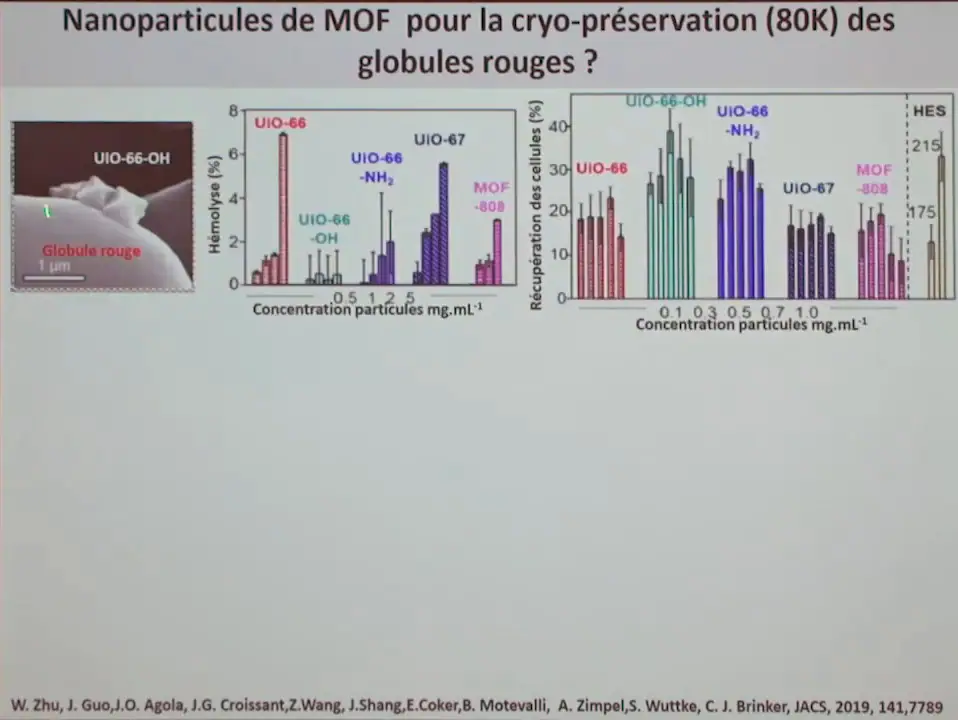 Nanoparticules de MOF pour la cryo-préservation (80K) des
globules rouges ?
UiO-66-OH
Globule rouge
1 µm
Hémolyse (%)
8
6
4
2
0
UiO-66
UiO-66
-OH
UiO-66
-NH₂
UiO-67
MOF
-808
0.5 1 2 5
Concentration particules mg.mL⁻¹
Récupération des cellules (%)
40
30
20
10
0
UiO-66
UiO-66-OH
UiO-66
-NH₂
UiO-67
MOF
-808
HES
215
175
0.1 0.3 0.5 0.7 1.0
Concentration particules mg.mL⁻¹
W. Zhu, J. Guo,J.O. Agola, J.G. Croissant,Z.Wang, J.Shang,E.Coker,B. Motevalli, A. Zimpel,S. Wuttke, C. J. Brinker, JACS, 2019, 141,7789